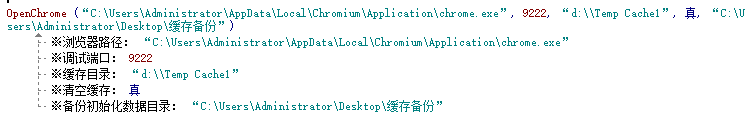 OpenChrome (“C:\Users\Administrator\AppData\Local\Chromium\Application\chrome.exe”, 9222, “d:\\Temp Cache1”, 真, “C:\U
sers\Administrator\Desktop\缓存备份”)
※浏览器路径： “C:\Users\Administrator\AppData\Local\Chromium\Application\chrome.exe”
※调试端口： 9222
※缓存目录： “d:\\Temp Cache1”
※清空缓存： 真
※备份初始化数据目录： “C:\Users\Administrator\Desktop\缓存备份”